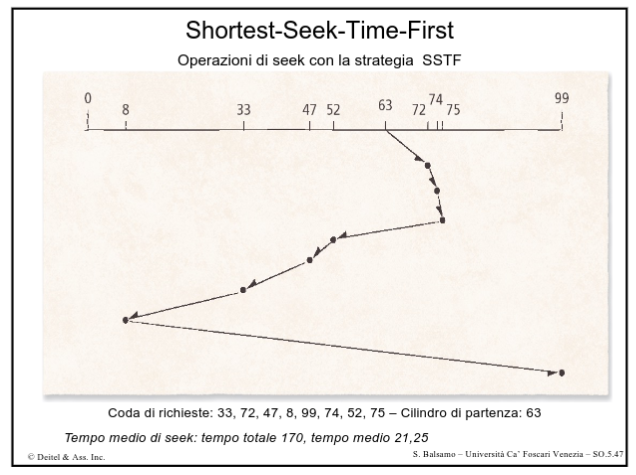 Shortest-Seek-Time-First
Operazioni di seek con la strategia SSTF
0 8 33 47 52 63 72 74 75 99
Coda di richieste: 33, 72, 47, 8, 99, 74, 52, 75 – Cilindro di partenza: 63
Tempo medio di seek: tempo totale 170, tempo medio 21,25
© Deitel & Ass. Inc.
S. Balsamo – Università Ca’ Foscari Venezia – SO.5.47